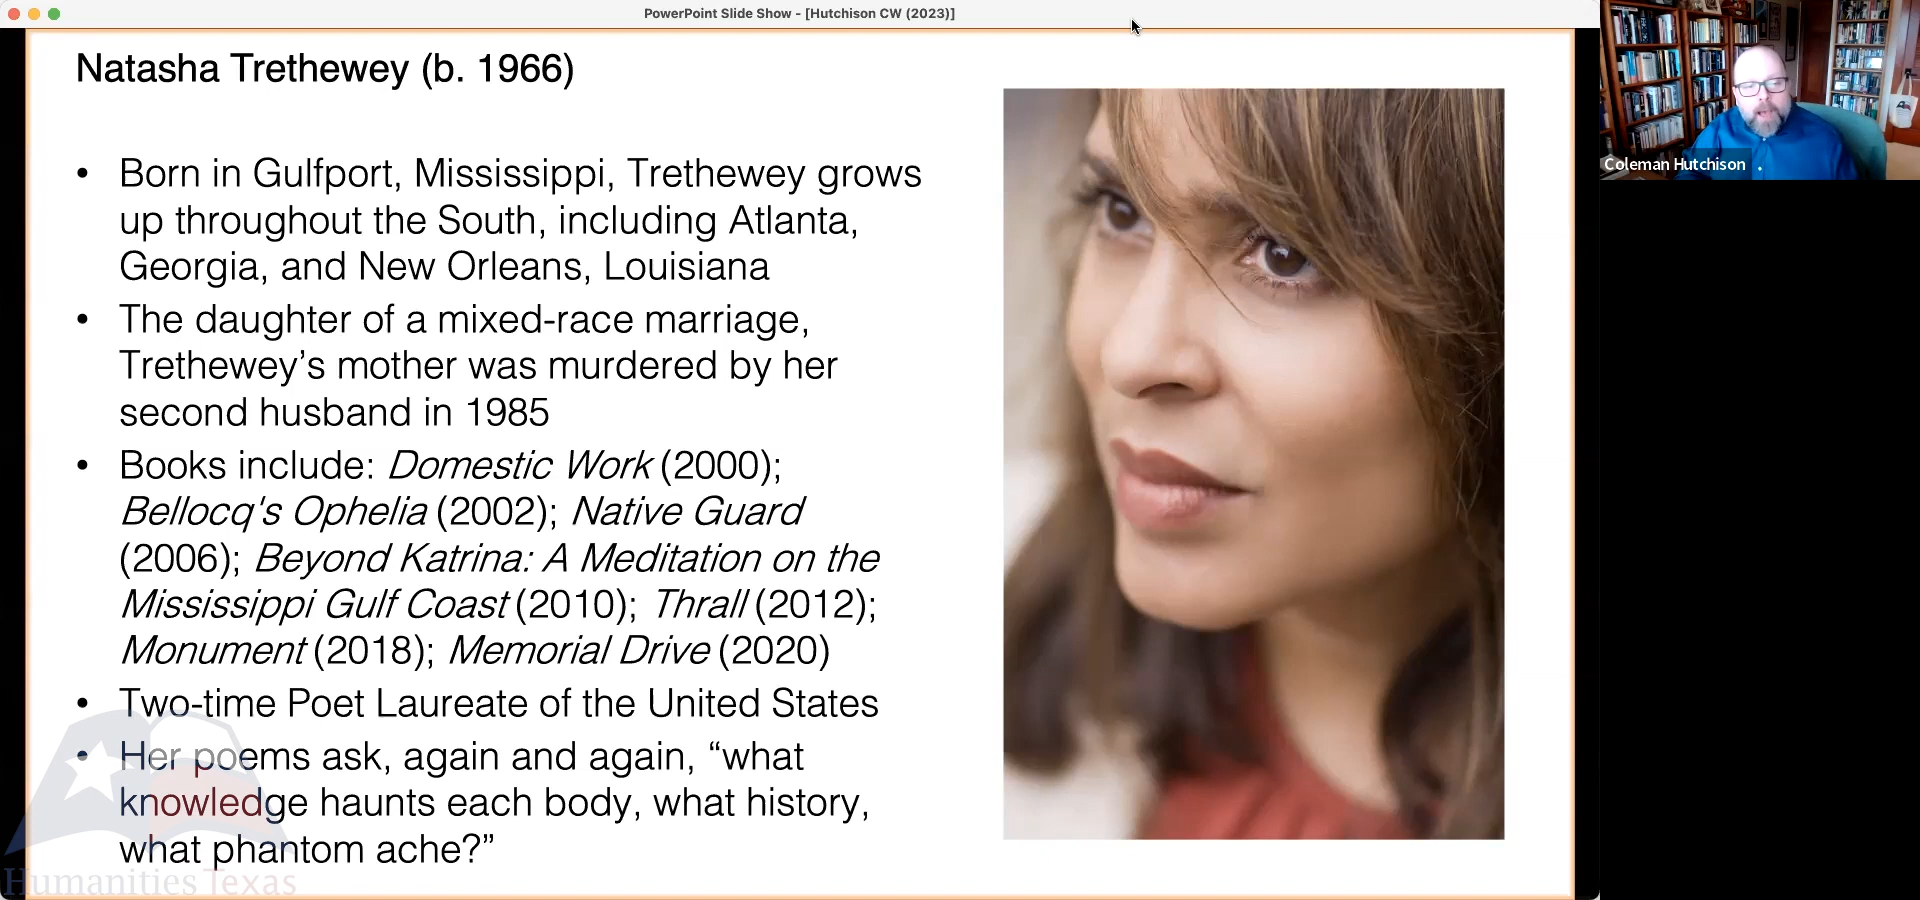 PowerPoint Slide Show - [Hutchison CW (2023)]
Natasha Trethewey (b. 1966)
• Born in Gulfport, Mississippi, Trethewey grows
up throughout the South, including Atlanta,
Georgia, and New Orleans, Louisiana
• The daughter of a mixed-race marriage,
Trethewey’s mother was murdered by her
second husband in 1985
• Books include: Domestic Work (2000);
Bellocq's Ophelia (2002); Native Guard
(2006); Beyond Katrina: A Meditation on the
Mississippi Gulf Coast (2010); Thrall (2012);
Monument (2018); Memorial Drive (2020)
• Two-time Poet Laureate of the United States
• Her poems ask, again and again, “what
knowledge haunts each body, what history,
what phantom ache?”
Humanities Texas
Coleman Hutchison